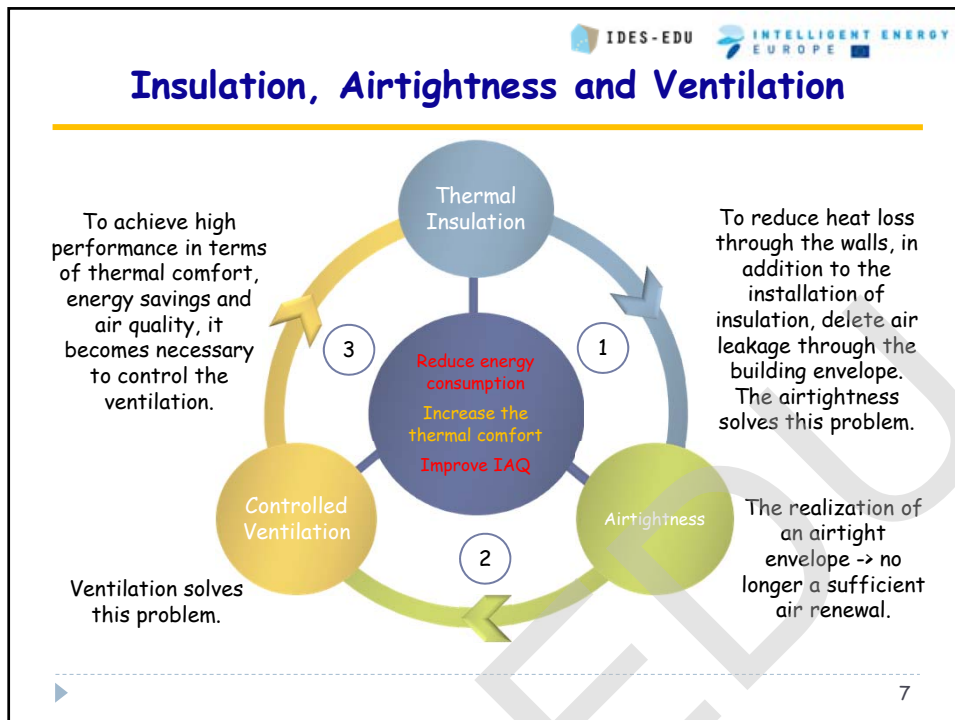 IDES-EDU
INTELLIGENT ENERGY
EUROPE
Insulation, Airtightness and Ventilation
Thermal
Insulation
To achieve high
performance in terms
of thermal comfort,
energy savings and
air quality, it
becomes necessary
to control the
ventilation.
To reduce heat loss
through the walls, in
addition to the
installation of
insulation, delete air
leakage through the
building envelope.
The airtightness
solves this problem.
3
1
Reduce energy
consumption
Increase the
thermal comfort
Improve IAQ
Controlled
Ventilation
Airtightness
2
The realization of
an airtight
envelope -> no
longer a sufficient
air renewal.
Ventilation solves
this problem.
7
EDU